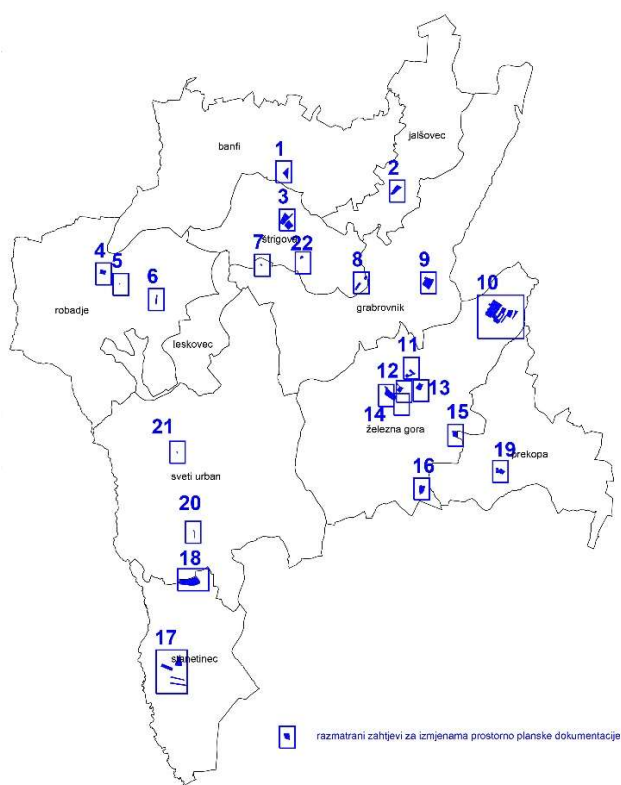 jalšovec
banfi
1
2
3
štrigova
7
22
4
5
8
9
6
10
robadje
grabrovnik
leskovec
11
12
13
14
železna gora
15
21
19
prekopa
16
sveti urban
20
18
17
stanetinec
razmatrani zahtjevi za izmjenama prostorno planske dokumentacije